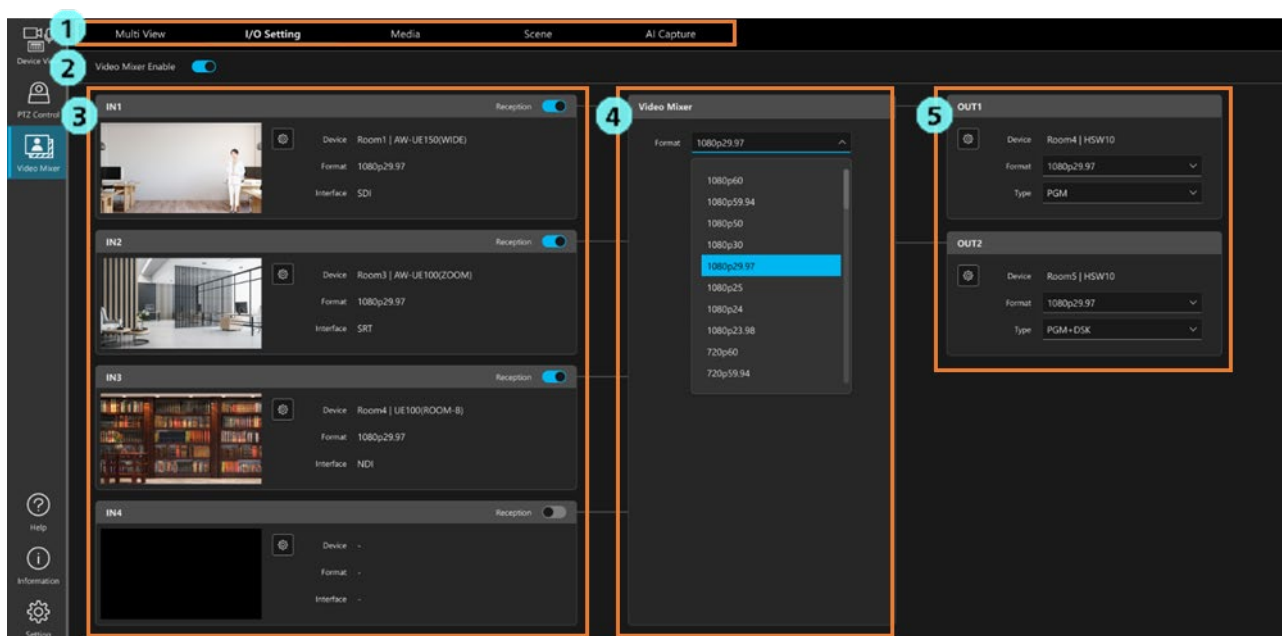 1
Multi View
I/O Setting
Media
Scene
AI Capture
Device Vi
2
Video Mixer Enable
PTZ Control
Video Mixer
3
IN1
Reception
Device Room1 | AW-UE150(WIDE)
Format 1080p29.97
Interface SDI
IN2
Reception
Device Room3 | AW-UE100(ZOOM)
Format 1080p29.97
Interface SRT
IN3
Reception
Device Room4 | UE100(ROOM-B)
Format 1080p29.97
Interface NDI
IN4
Reception
Device -
Format -
Interface -
4
Video Mixer
Format 1080p29.97
1080p60
1080p59.94
1080p50
1080p30
1080p29.97
1080p25
1080p24
1080p23.98
720p60
720p59.94
5
OUT1
Device Room4 | HSW10
Format 1080p29.97
Type PGM
OUT2
Device Room5 | HSW10
Format 1080p29.97
Type PGM+DSK
Help
Information
Setting